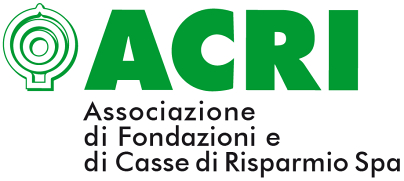 ACRI
Associazione
di Fondazioni e
di Casse di Risparmio Spa